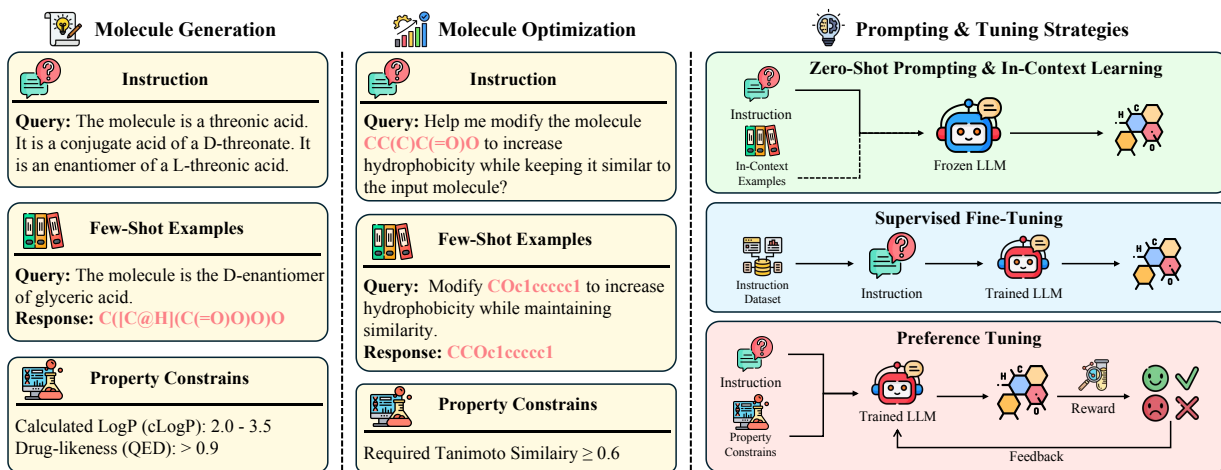 Molecule Generation
Instruction
Query: The molecule is a threonic acid.
It is a conjugate acid of a D-threonate. It
is an enantiomer of a L-threonic acid.
Few-Shot Examples
Query: The molecule is the D-enantiomer
of glyceric acid.
Response: C([C@H](C(=O)O)O)O
Property Constrains
Calculated LogP (cLogP): 2.0 - 3.5
Drug-likeness (QED): > 0.9
Molecule Optimization
Instruction
Query: Help me modify the molecule
CC(C)C(=O)O to increase
hydrophobicity while keeping it similar to
the input molecule?
Few-Shot Examples
Query: Modify COc1ccccc1 to increase
hydrophobicity while maintaining
similarity.
Response: CCOc1ccccc1
Property Constrains
Required Tanimoto Similairy ≥ 0.6
Prompting & Tuning Strategies
Zero-Shot Prompting & In-Context Learning
Instruction
In-Context
Examples
Frozen LLM
H
C
O
Supervised Fine-Tuning
Instruction
Dataset
Instruction
Trained LLM
H
C
O
Preference Tuning
Instruction
Property
Constrains
Trained LLM
H
C
O
Reward
Feedback